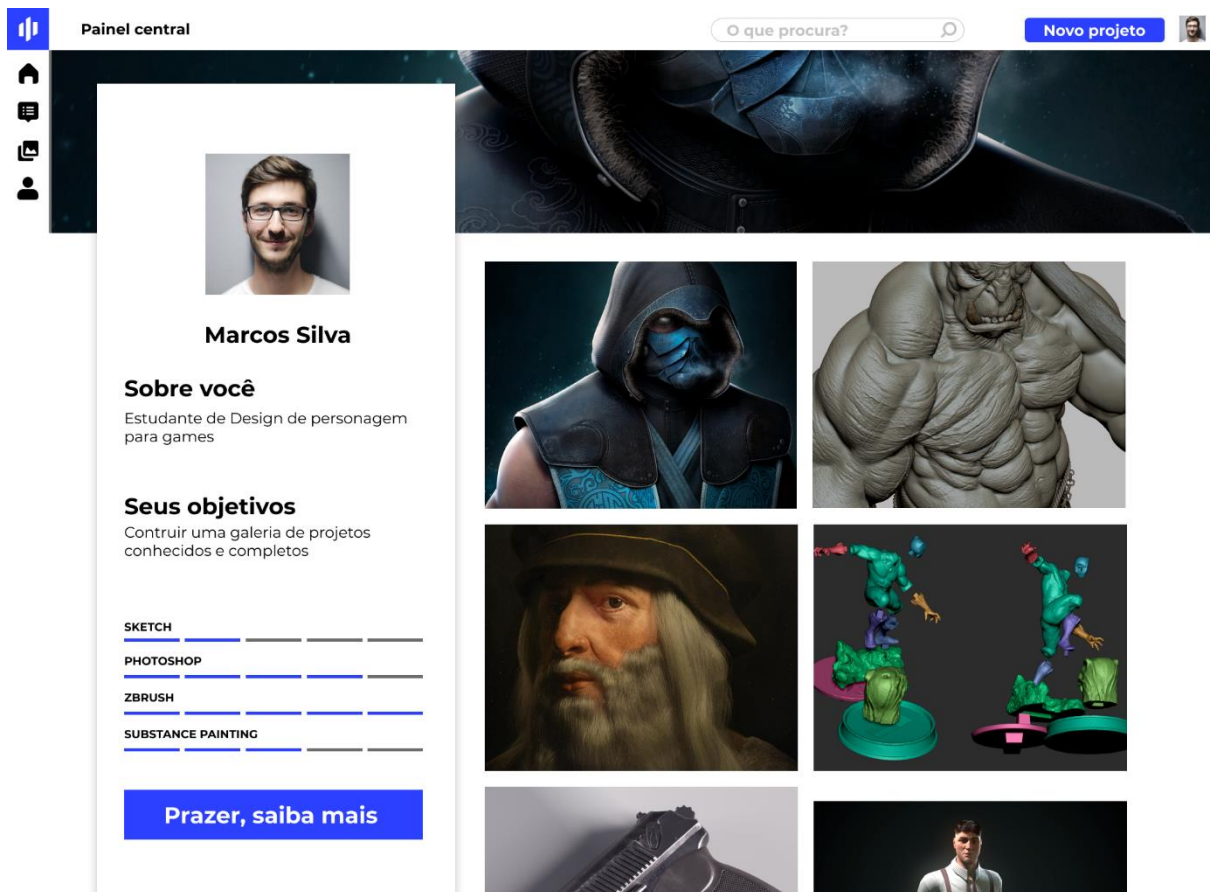 Painel central
O que procura?
Novo projeto
Marcos Silva
Sobre você
Estudante de Design de personagem
para games
Seus objetivos
Contruir uma galeria de projetos
conhecidos e completos
SKETCH
PHOTOSHOP
ZBRUSH
SUBSTANCE PAINTING
Prazer, saiba mais